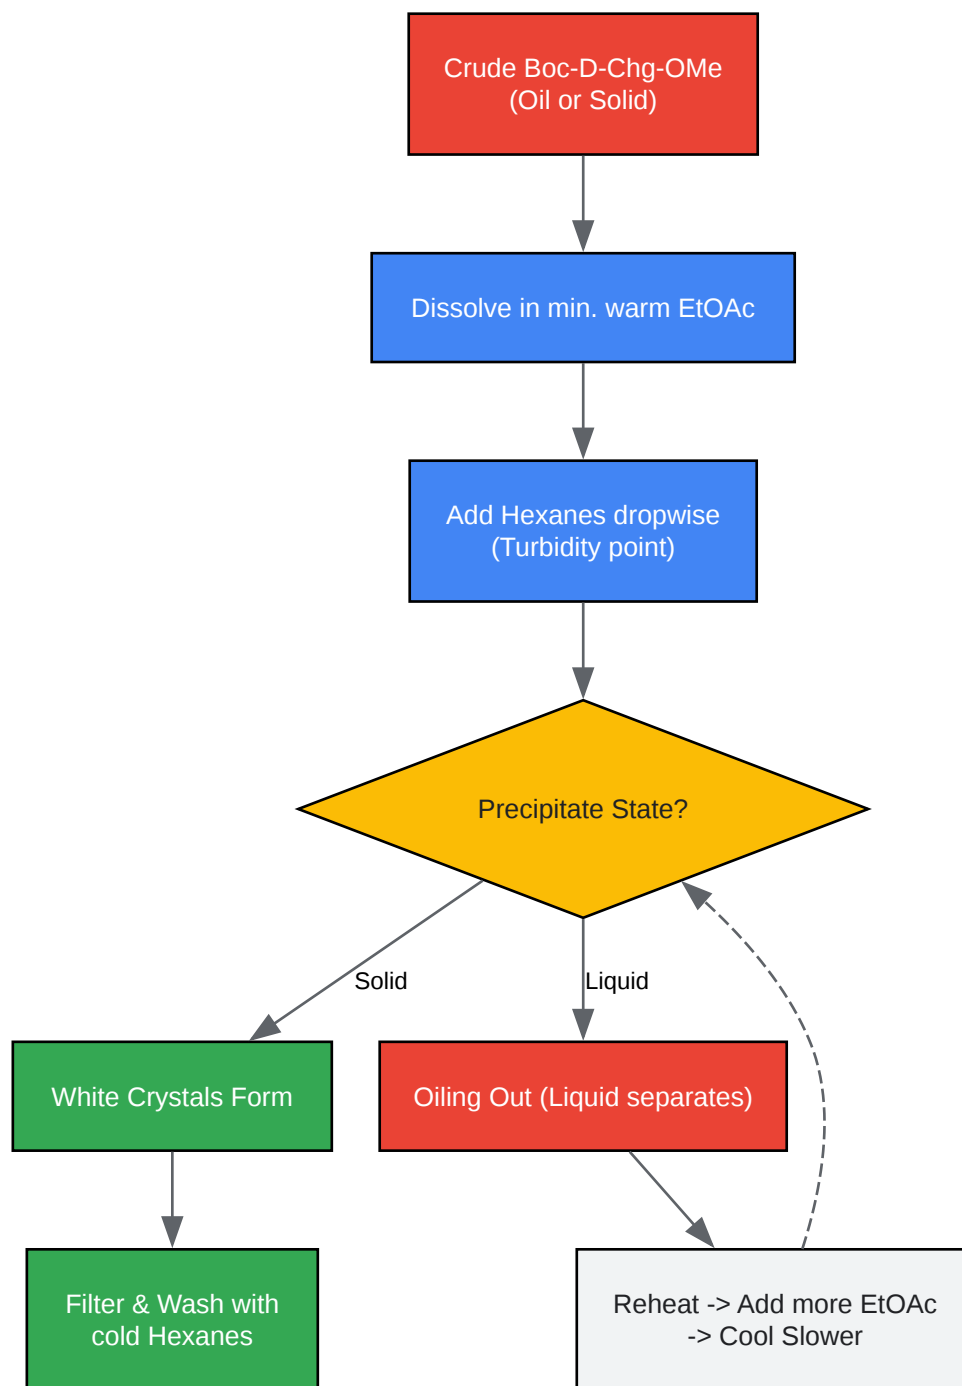 Crude Boc-D-Chg-OMe
(Oil or Solid)
Dissolve in min. warm EtOAc
Add Hexanes dropwise
(Turbidity point)
Precipitate State?
Solid
Liquid
White Crystals Form
Oiling Out (Liquid separates)
Filter & Wash with
cold Hexanes
Reheat -> Add more EtOAc
-> Cool Slower